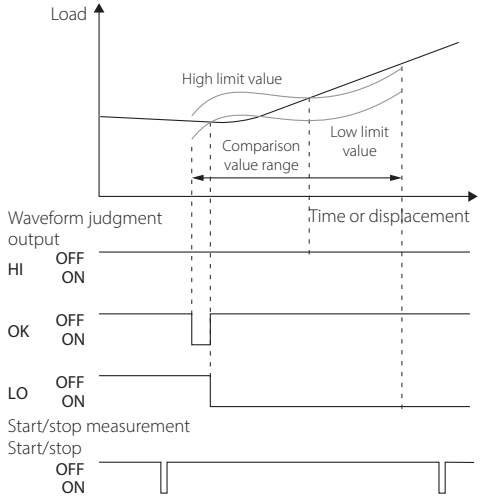 Load
High limit value
Comparison
value range
Low limit
value
Time or displacement
Waveform judgment
output
HI
OFF
ON
OK
OFF
ON
LO
OFF
ON
Start/stop measurement
Start/stop
OFF
ON